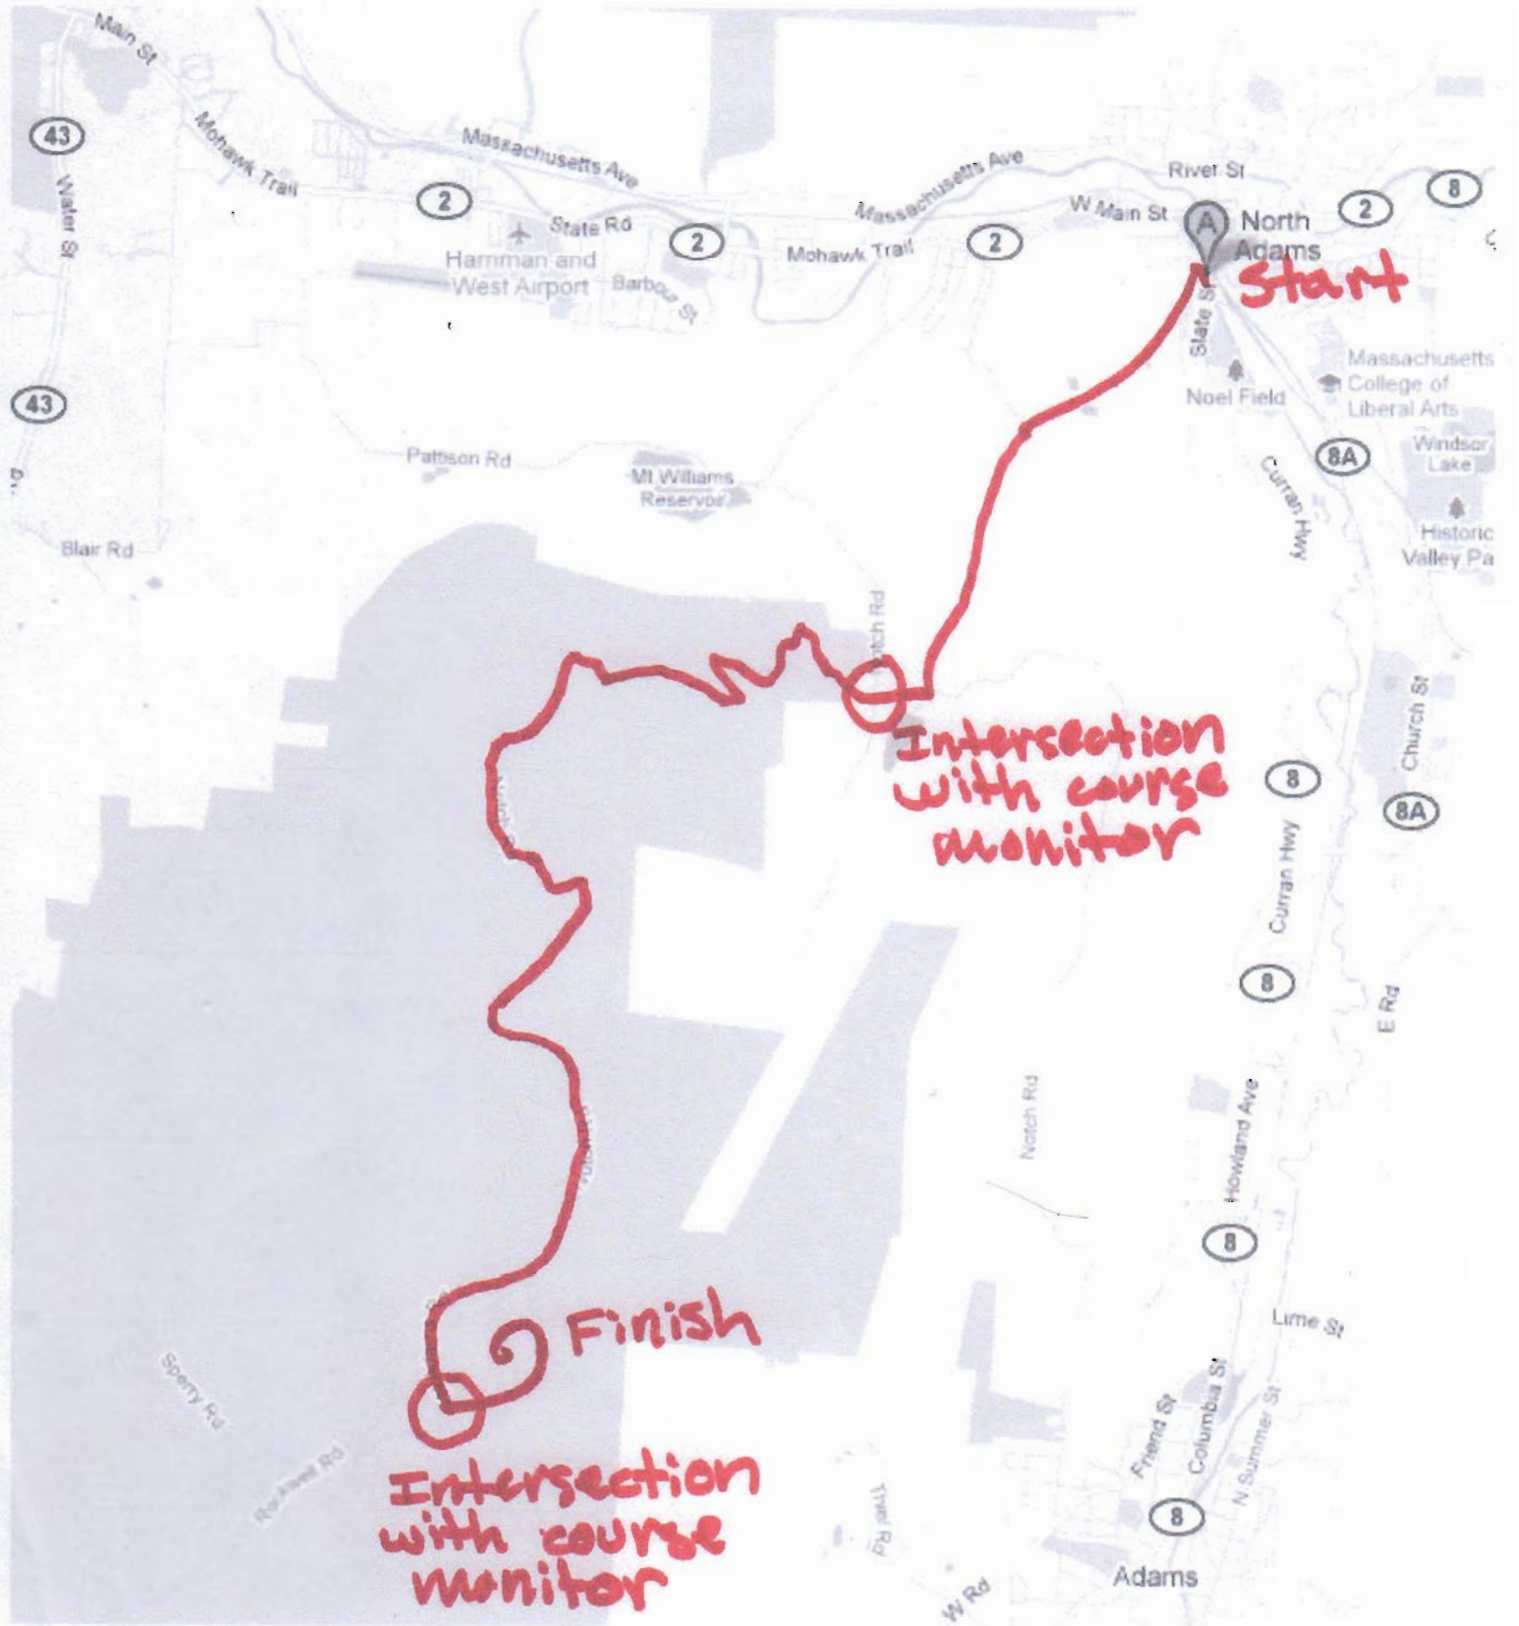 Main St
43
Water St
Mohawk Trail
2
Massachusetts Ave
State Rd
Harriman and
West Airport
Barbour St
2
Mohawk Trail
Massachusetts Ave
2
W Main St
River St
A
North
Adams
2
8
Start
State St
Noel Field
Massachusetts
College of
Liberal Arts
8A
Windsor
Lake
Historic
Valley Pa
Curran Hwy
43
Pattison Rd
Mt Williams
Reservoir
Blair Rd
otch Rd
Intersection
with course
monitor
Church St
8
8A
Curran Hwy
8
E Rd
Notch Rd
Howland Ave
8
Lime St
Finish
Rd
Sperry Rd
Rockwell Rd
Intersection
with course
monitor
Friend St
Columbia St
N Summer St
8
Adams
W Rd